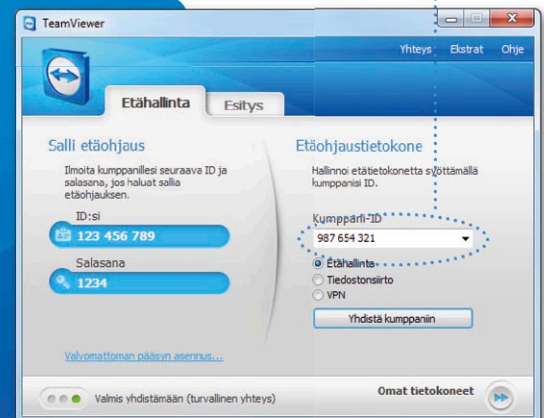 TeamViewer
Yhteys Ekstrat Ohje
Etähallinta Esitys
Salli etäohjaus
Ilmoita kumppanillesi seuraava ID ja
salasana, jos haluat sallia
etäohjauksen.
ID:si
123 456 789
Salasana
1234
Valvomattoman pääsyn asennus...
Etäohjaustietokone
Hallinnoi etätietokonetta syöttämällä
kumppanisi ID.
Kumppani-ID
987 654 321
Etähallinta
Tiedostonsiirto
VPN
Yhdistä kumppaniin
Valmis yhdistämään (turvallinen yhteys)
Omat tietokoneet